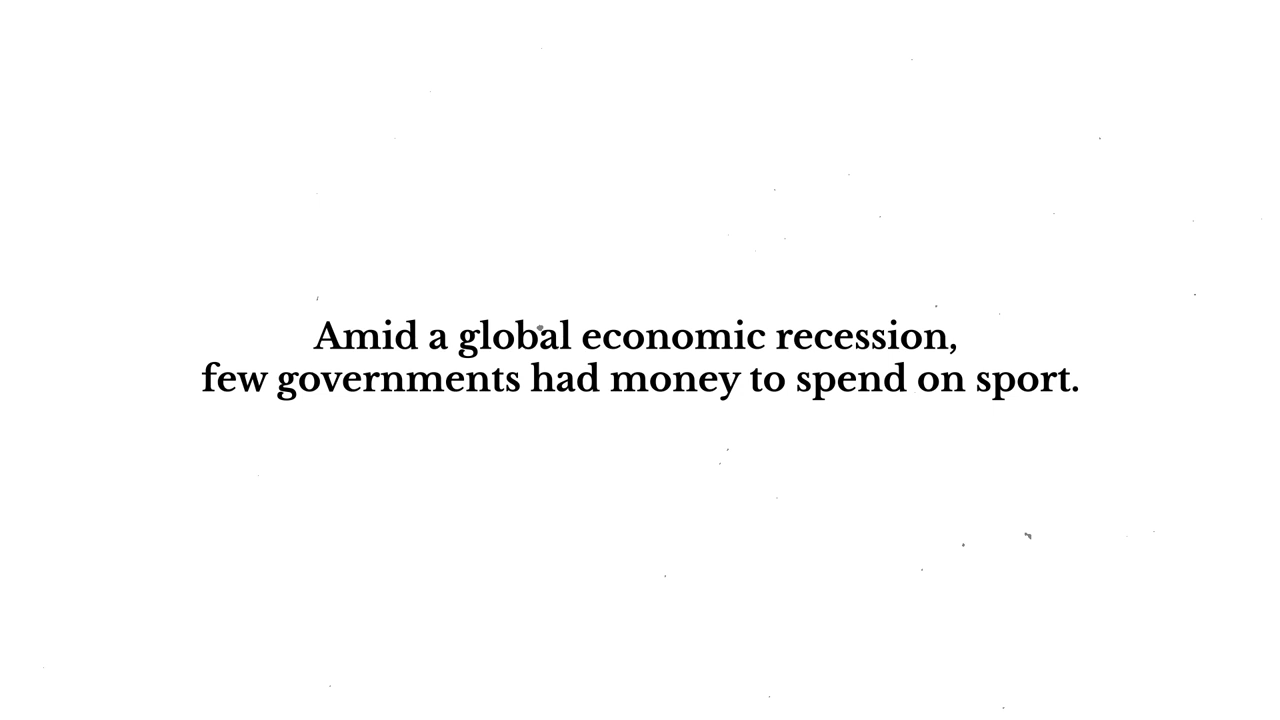 Amid a global economic recession,
few governments had money to spend on sport.